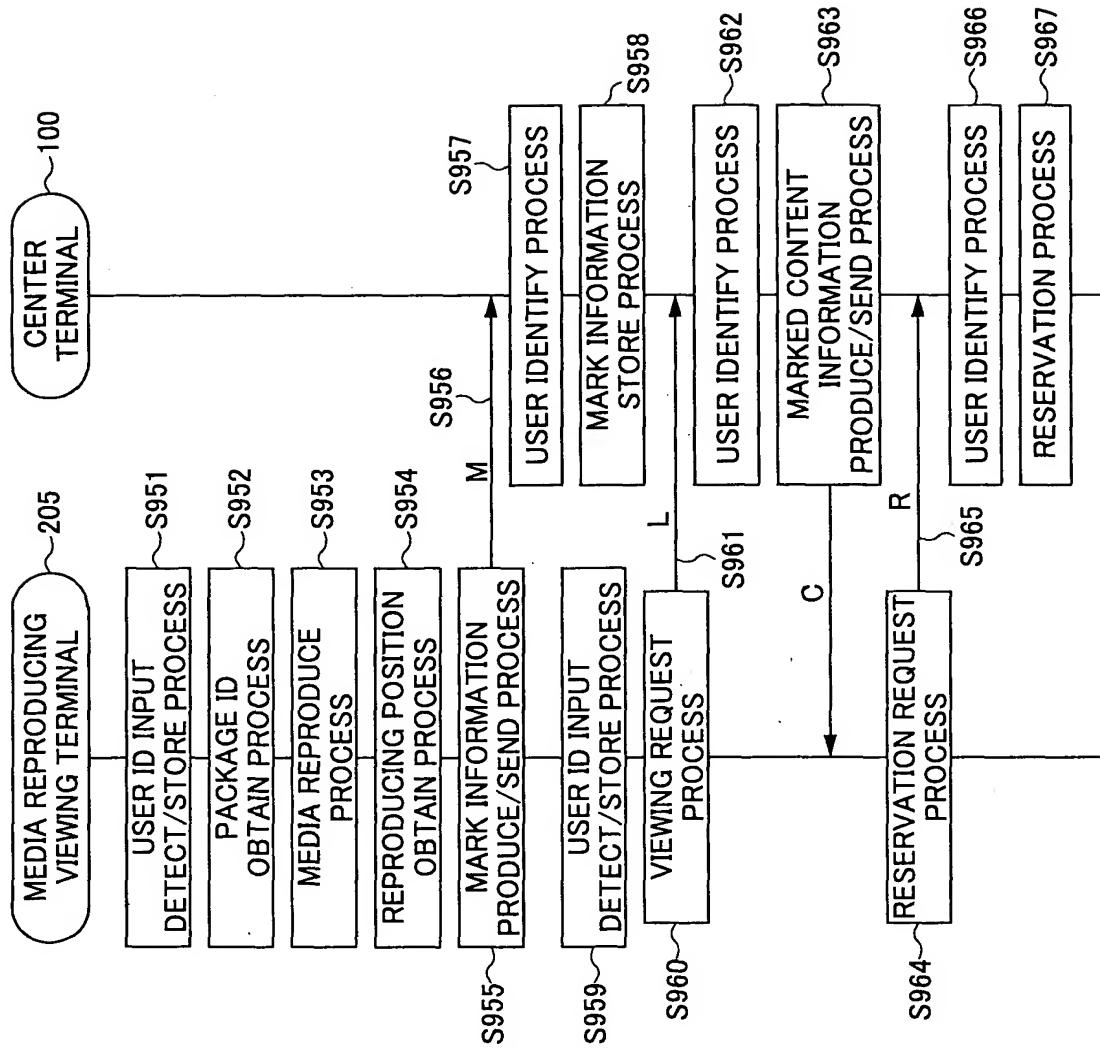 MEDIA REPRODUCING
VIEWING TERMINAL
205
CENTER
TERMINAL
100
USER ID INPUT
DETECT/STORE PROCESS
S951
PACKAGE ID
OBTAIN PROCESS
S952
MEDIA REPRODUCE
PROCESS
S953
REPRODUCING POSITION
OBTAIN PROCESS
S954
MARK INFORMATION
PRODUCE/SEND PROCESS
S955
M
S956
USER IDENTIFY PROCESS
S957
MARK INFORMATION
STORE PROCESS
S958
USER ID INPUT
DETECT/STORE PROCESS
S959
VIEWING REQUEST
PROCESS
S960
L
S961
USER IDENTIFY PROCESS
S962
MARKED CONTENT
INFORMATION
PRODUCE/SEND PROCESS
S963
C
RESERVATION REQUEST
PROCESS
S964
R
S965
USER IDENTIFY PROCESS
S966
RESERVATION PROCESS
S967